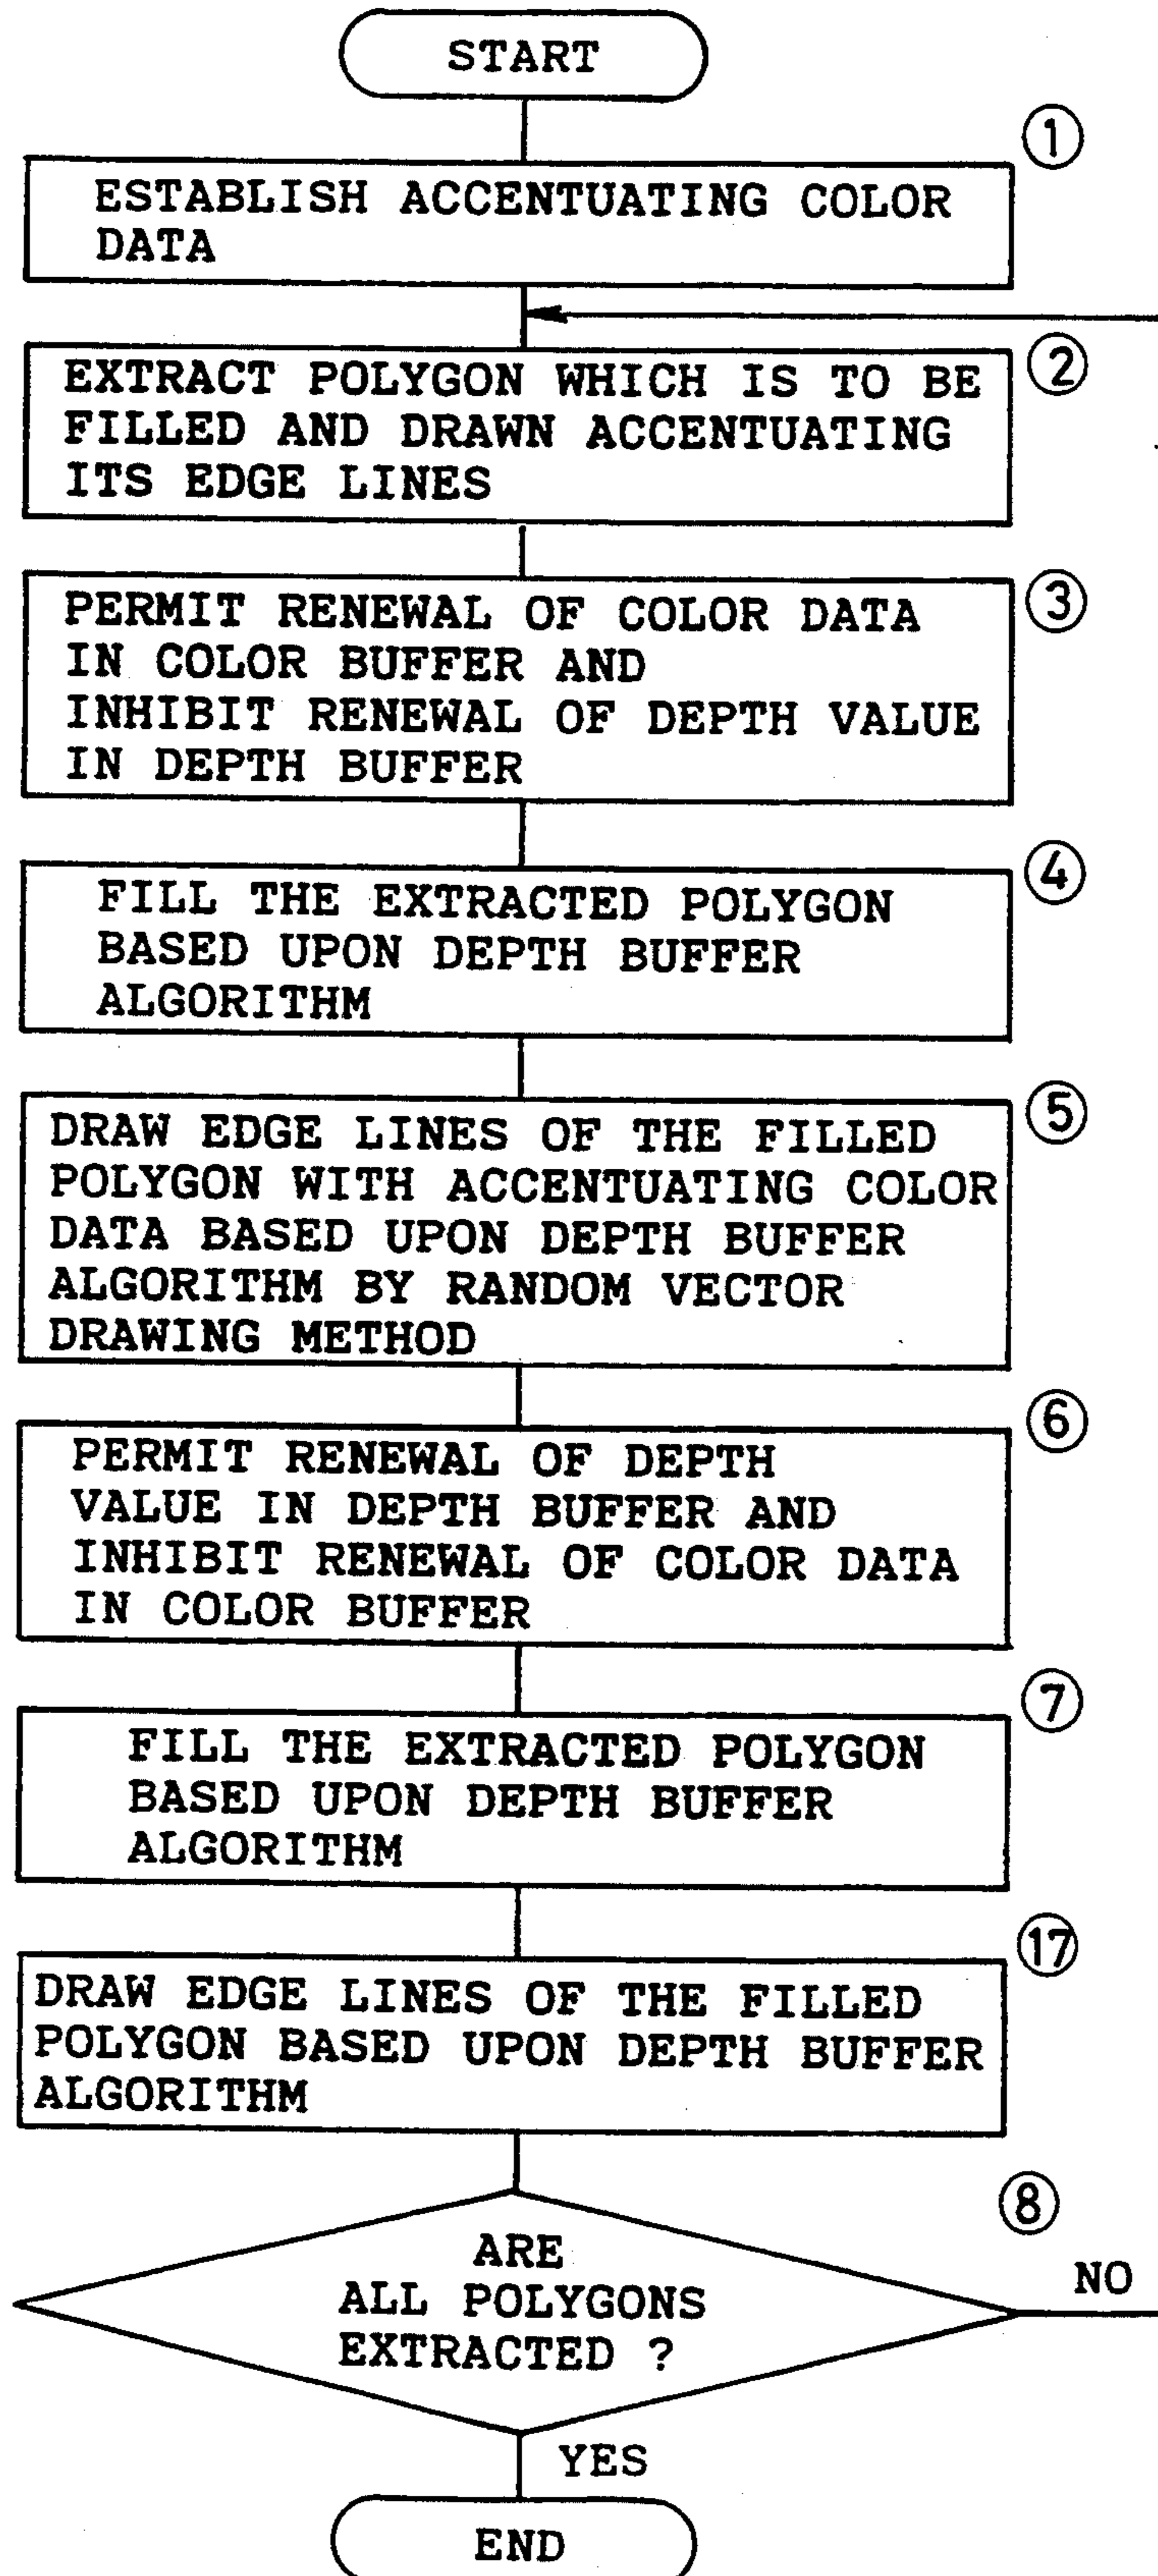 START
①
ESTABLISH ACCENTUATING COLOR
DATA
②
EXTRACT POLYGON WHICH IS TO BE
FILLED AND DRAWN ACCENTUATING
ITS EDGE LINES
③
PERMIT RENEWAL OF COLOR DATA
IN COLOR BUFFER AND
INHIBIT RENEWAL OF DEPTH VALUE
IN DEPTH BUFFER
④
FILL THE EXTRACTED POLYGON
BASED UPON DEPTH BUFFER
ALGORITHM
⑤
DRAW EDGE LINES OF THE FILLED
POLYGON WITH ACCENTUATING COLOR
DATA BASED UPON DEPTH BUFFER
ALGORITHM BY RANDOM VECTOR
DRAWING METHOD
⑥
PERMIT RENEWAL OF DEPTH
VALUE IN DEPTH BUFFER AND
INHIBIT RENEWAL OF COLOR DATA
IN COLOR BUFFER
⑦
FILL THE EXTRACTED POLYGON
BASED UPON DEPTH BUFFER
ALGORITHM
⑰
DRAW EDGE LINES OF THE FILLED
POLYGON BASED UPON DEPTH BUFFER
ALGORITHM
⑧
ARE
ALL POLYGONS
EXTRACTED ?
NO
YES
END